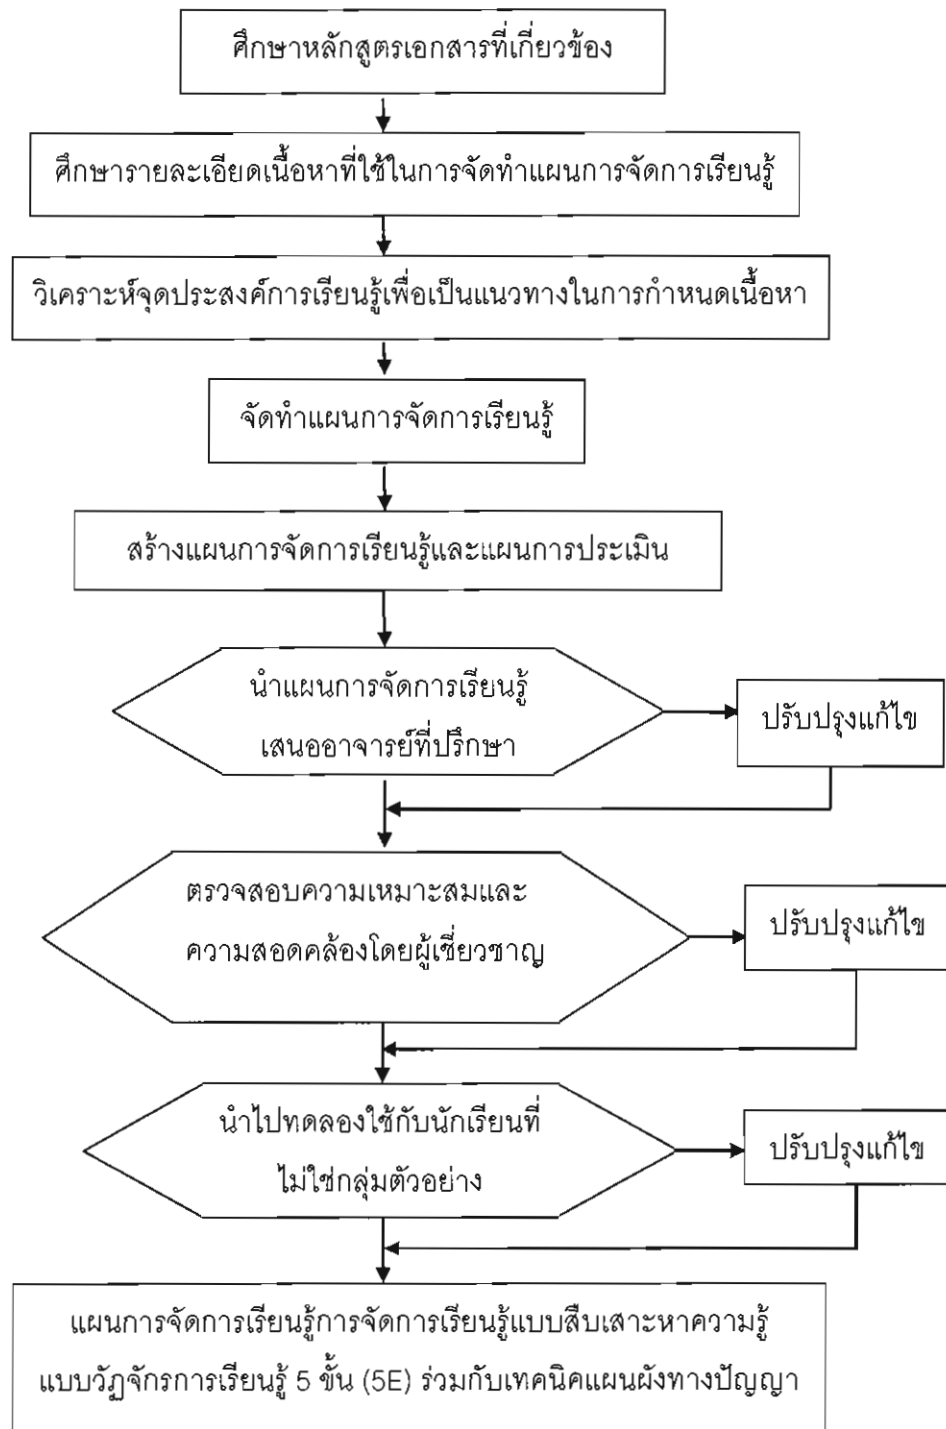 ศึกษาหลักสูตรเอกสารที่เกี่ยวข้อง
ศึกษารายละเอียดเนื้อหาที่ใช้ในการจัดทำแผนการจัดการเรียนรู้
วิเคราะห์จุดประสงค์การเรียนรู้เพื่อเป็นแนวทางในการกำหนดเนื้อหา
จัดทำแผนการจัดการเรียนรู้
สร้างแผนการจัดการเรียนรู้และแผนการประเมิน
นำแผนการจัดการเรียนรู้
เสนออาจารย์ที่ปรึกษา
ปรับปรุงแก้ไข
ตรวจสอบความเหมาะสมและ
ความสอดคล้องโดยผู้เชี่ยวชาญ
ปรับปรุงแก้ไข
นำไปทดลองใช้กับนักเรียนที่
ไม่ใช่กลุ่มตัวอย่าง
ปรับปรุงแก้ไข
แผนการจัดการเรียนรู้การจัดการเรียนรู้แบบสืบเสาะหาความรู้
แบบวัฏจักรการเรียนรู้ 5 ขั้น (5E) ร่วมกับเทคนิคแผนผังทางปัญญา